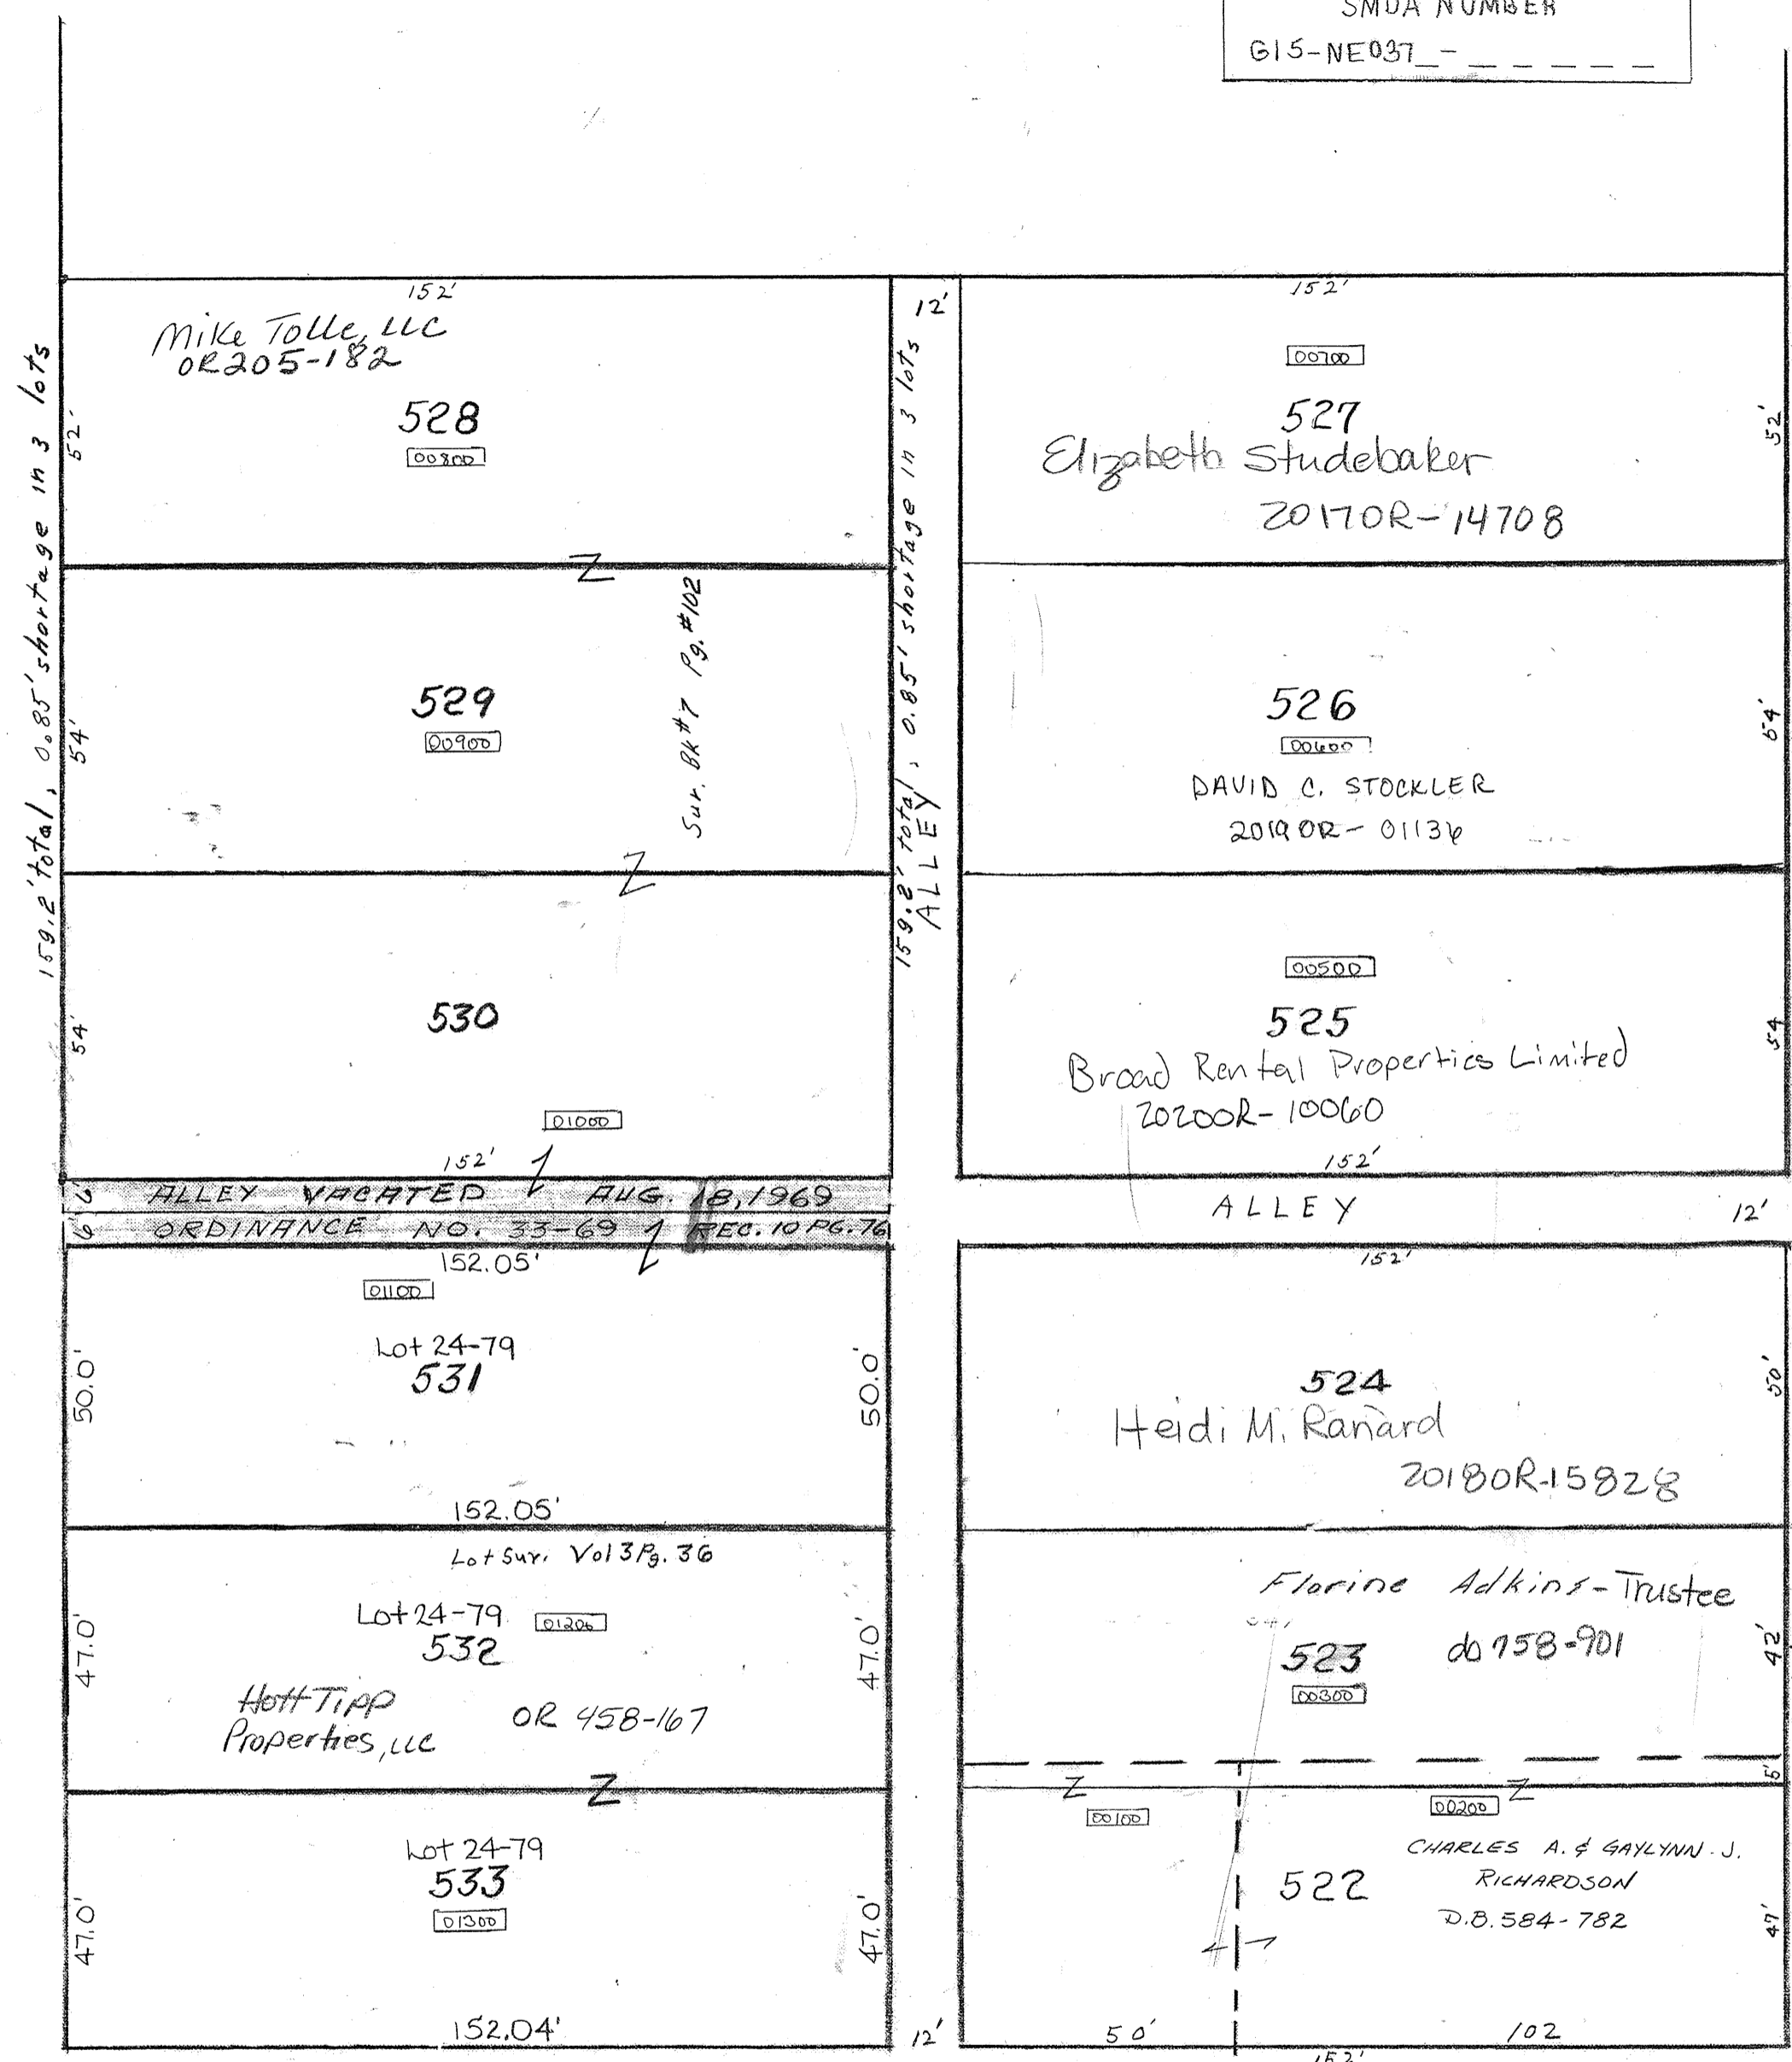 SMDA NUMBER
G15-NE037_-_ _ _ _ _
152'
12'
152'
Mike Tolle, LLC
OR205-182
528
00800
52'
159.2' total, 0.85' shortage in 3 lots
159.2' total, 0.85' shortage in 3 lots
ALLEY
00700
527
Elizabeth Studebaker
2017OR-14708
52'
Z
529
00900
54'
Sur. Bk#7 Pg.#102
526
00600
DAVID C. STOCKLER
2019OR-01136
54'
Z
530
54'
01000
152'
00500
525
Broad Rental Properties Limited
2020OR-10060
54
152'
6'
ALLEY VACATED AUG. 18, 1969
6'
ORDINANCE NO. 33-69 REC. 10 PG. 76
ALLEY
12'
152.05'
01100
Lot 24-79
531
50.0'
50.0'
152.05'
152'
524
Heidi M. Ranard
2018OR-15828
50'
Lot Sur. Vol 3 Pg. 36
Lot 24-79
01200
532
47.0'
47.0'
Hott Tipp
Properties, LLC
OR 458-167
Florine Adkins-Trustee
523
db 758-901
00300
42'
5'
Z
Z
Z
Lot 24-79
533
01300
47.0'
47.0'
152.04'
12'
00100
00200
522
CHARLES A. & GAYLYNN J.
RICHARDSON
D.B. 584-782
47'
50'
102
152'